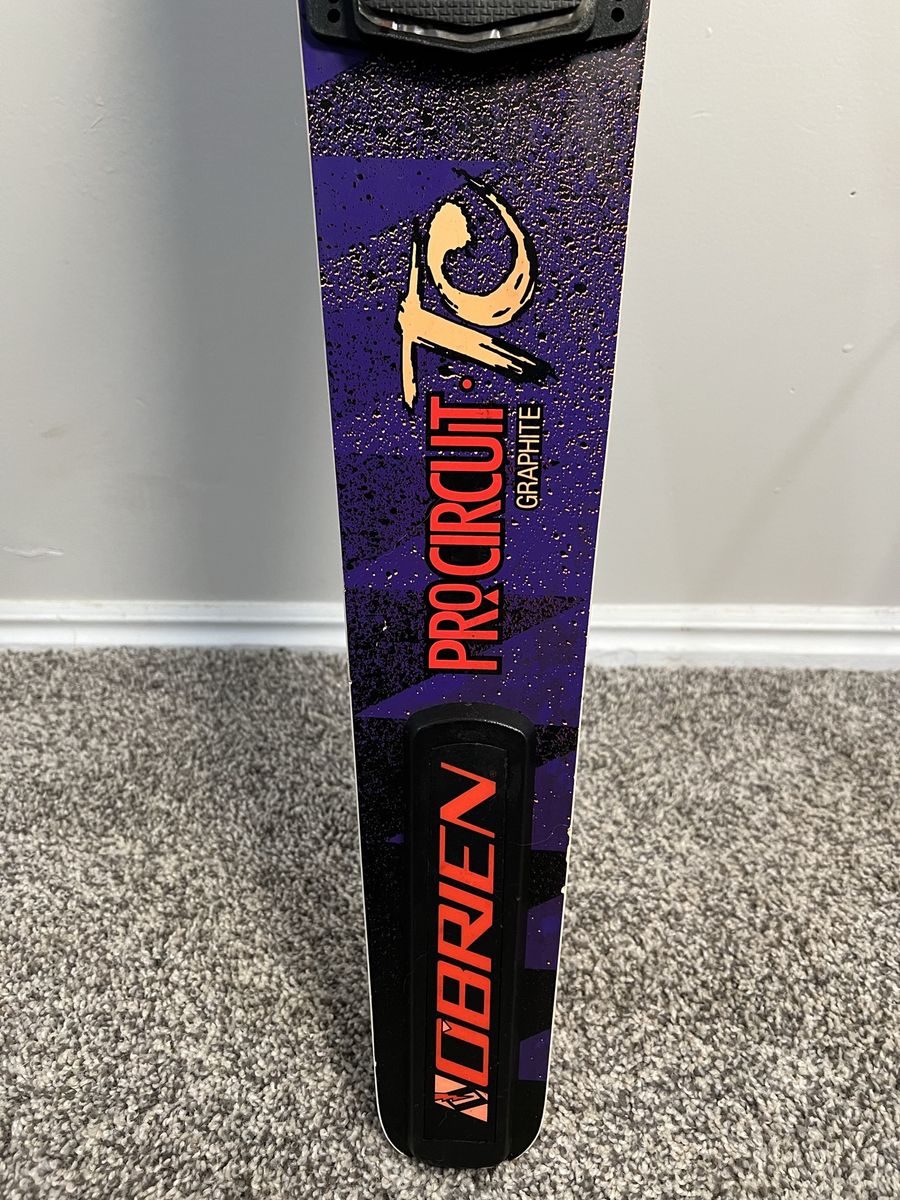 PRO CIRCUIT · TC
GRAPHITE
O'BRIEN